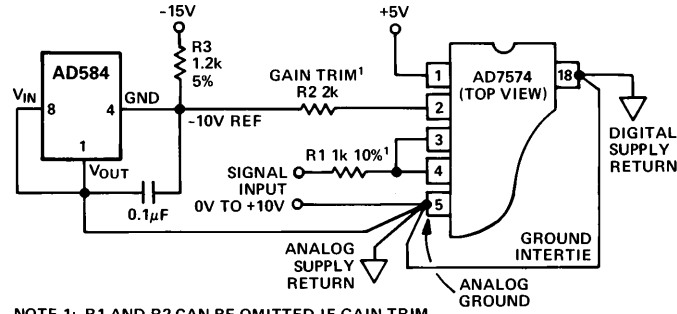 -15V
+5V
R3
1.2k
5%
AD584
VIN
8
4
GND
1
VOUT
0.1μF
-10V REF
GAIN TRIM1
R2 2k
R1 1k 10%1
SIGNAL
INPUT
0V TO +10V
1
2
3
4
5
AD7574
(TOP VIEW)
18
DIGITAL
SUPPLY
RETURN
GROUND
INTERTIE
ANALOG
SUPPLY
RETURN
ANALOG
GROUND
NOTE 1: R1 AND R2 CAN BE OMITTED IF GAIN TRIM